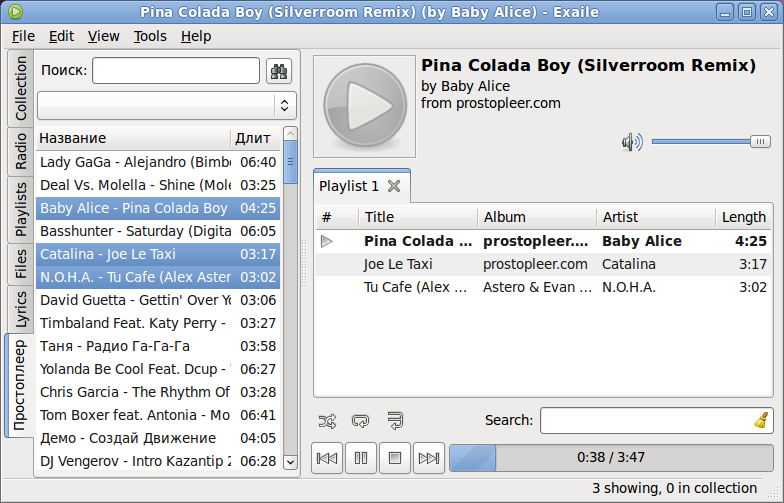 Pina Colada Boy (Silverroom Remix) (by Baby Alice) - Exaile
File Edit View Tools Help
Collection
Radio
Playlists
Files
Lyrics
Простоплеер
Поиск:
Название Длит
Lady GaGa - Alejandro (Bimb 06:40
Deal Vs. Molella - Shine (Mole 03:25
Baby Alice - Pina Colada Boy 04:25
Basshunter - Saturday (Digita 06:05
Catalina - Joe Le Taxi 03:17
N.O.H.A. - Tu Cafe (Alex Aster 03:02
David Guetta - Gettin' Over Yo 03:06
Timbaland Feat. Katy Perry - 03:27
Таня - Радио Га-Га-Га 03:58
Yolanda Be Cool Feat. Dcup - 06:27
Chris Garcia - The Rhythm Of 03:28
Tom Boxer feat. Antonia - Mo 06:41
Демо - Создай Движение 04:05
DJ Vengerov - Intro Kazantip 2 06:28
Pina Colada Boy (Silverroom Remix)
by Baby Alice
from prostopleer.com
Playlist 1
# Title Album Artist Length
Pina Colada ... prostopleer.... Baby Alice 4:25
Joe Le Taxi prostopleer.com Catalina 3:17
Tu Cafe (Alex ... Astero & Evan ... N.O.H.A. 3:02
Search:
0:38 / 3:47
3 showing, 0 in collection